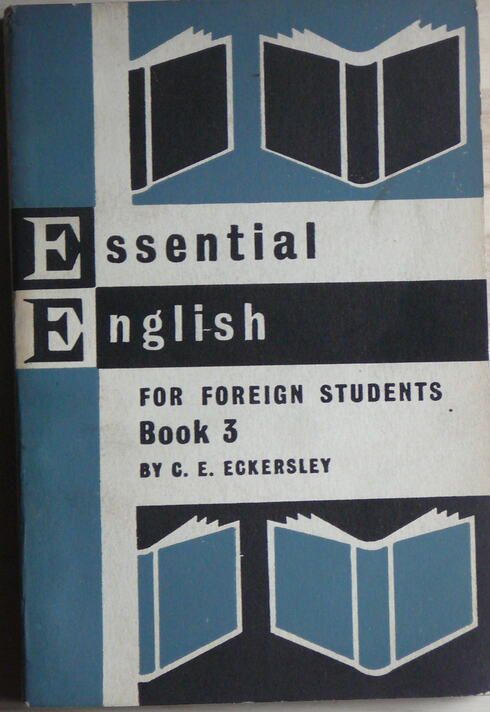 Essential
English
FOR FOREIGN STUDENTS
Book 3
BY C. E. ECKERSLEY